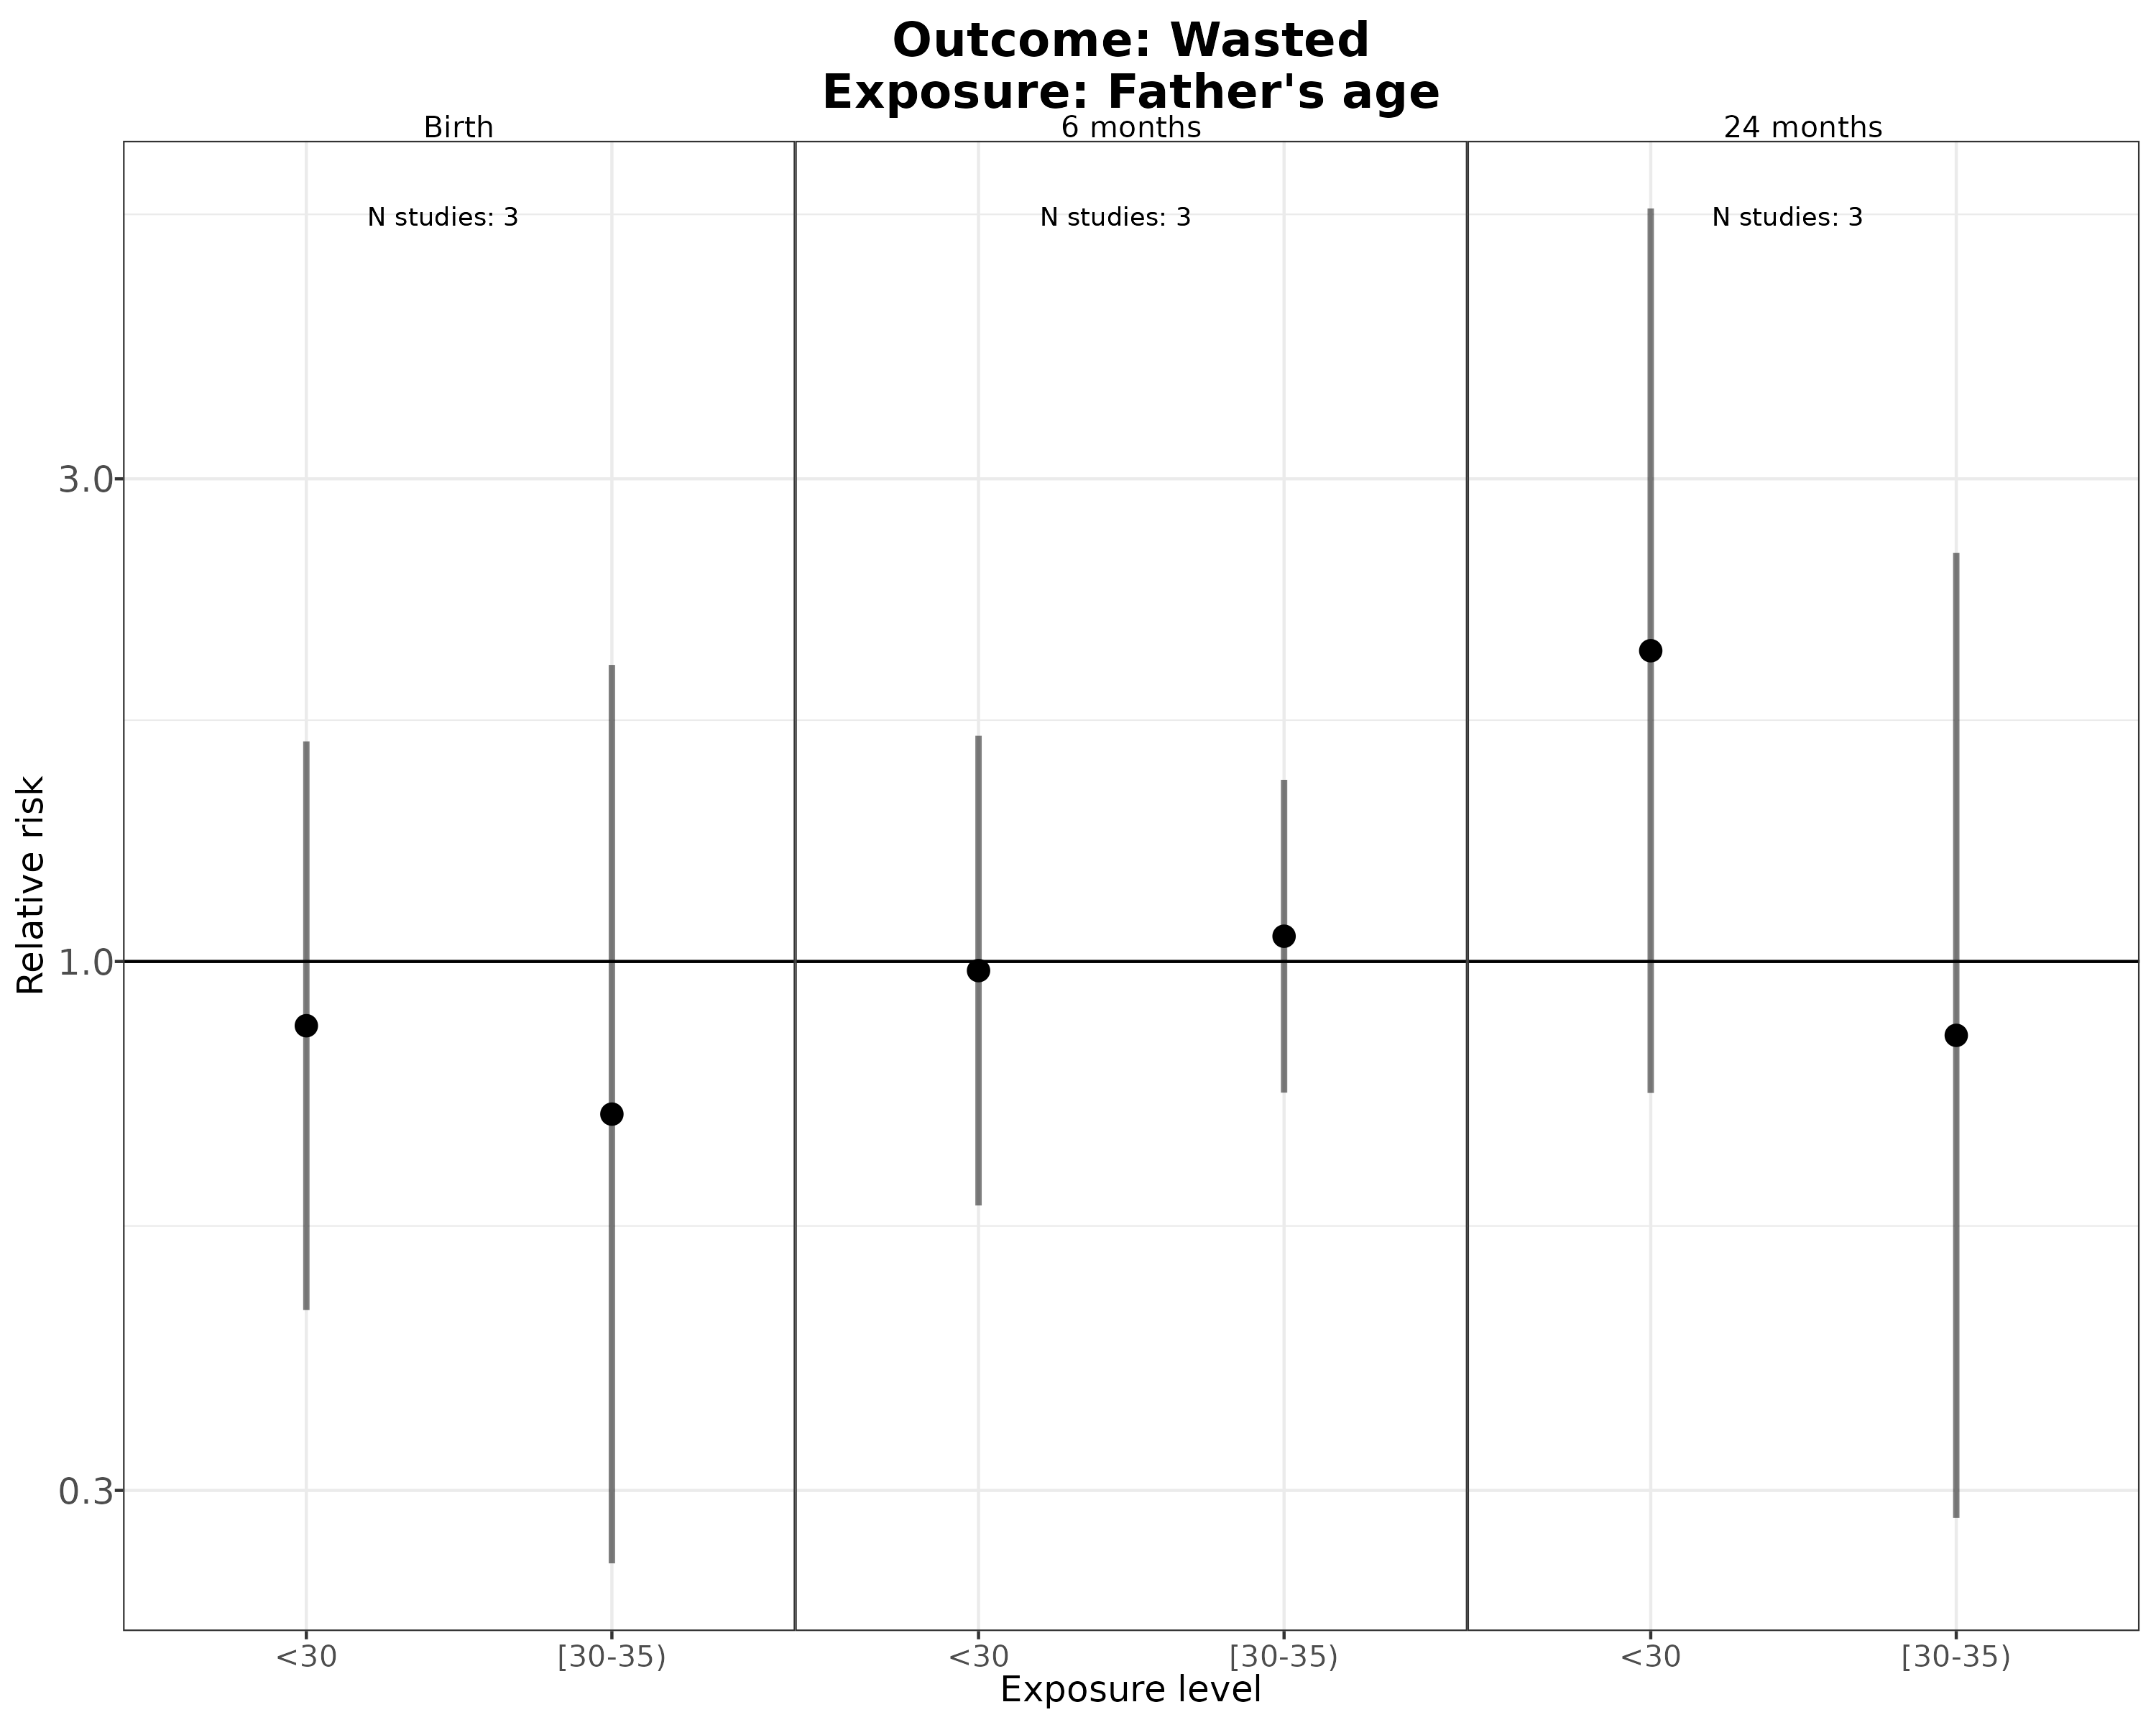 Outcome: Wasted
Exposure: Father's age
Birth
6 months
24 months
N studies: 3
N studies: 3
N studies: 3
3.0
1.0
0.3
Relative risk
<30
[30-35)
<30
[30-35)
<30
[30-35)
Exposure level